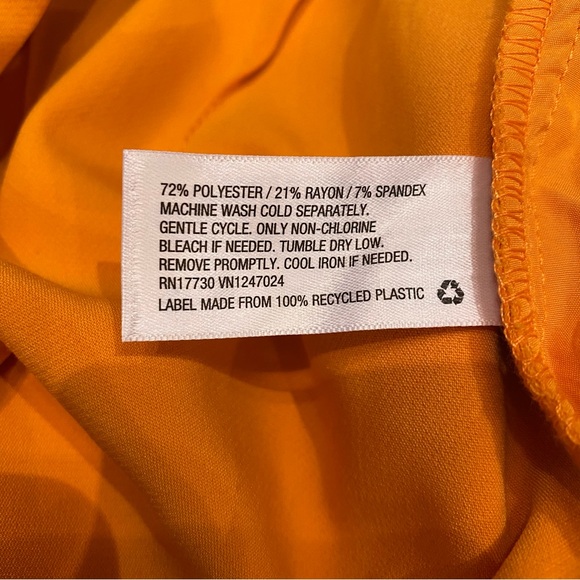 72% POLYESTER / 21% RAYON / 7% SPANDEX
MACHINE WASH COLD SEPARATELY.
GENTLE CYCLE. ONLY NON-CHLORINE
BLEACH IF NEEDED. TUMBLE DRY LOW.
REMOVE PROMPTLY. COOL IRON IF NEEDED.
RN17730 VN1247024
LABEL MADE FROM 100% RECYCLED PLASTIC